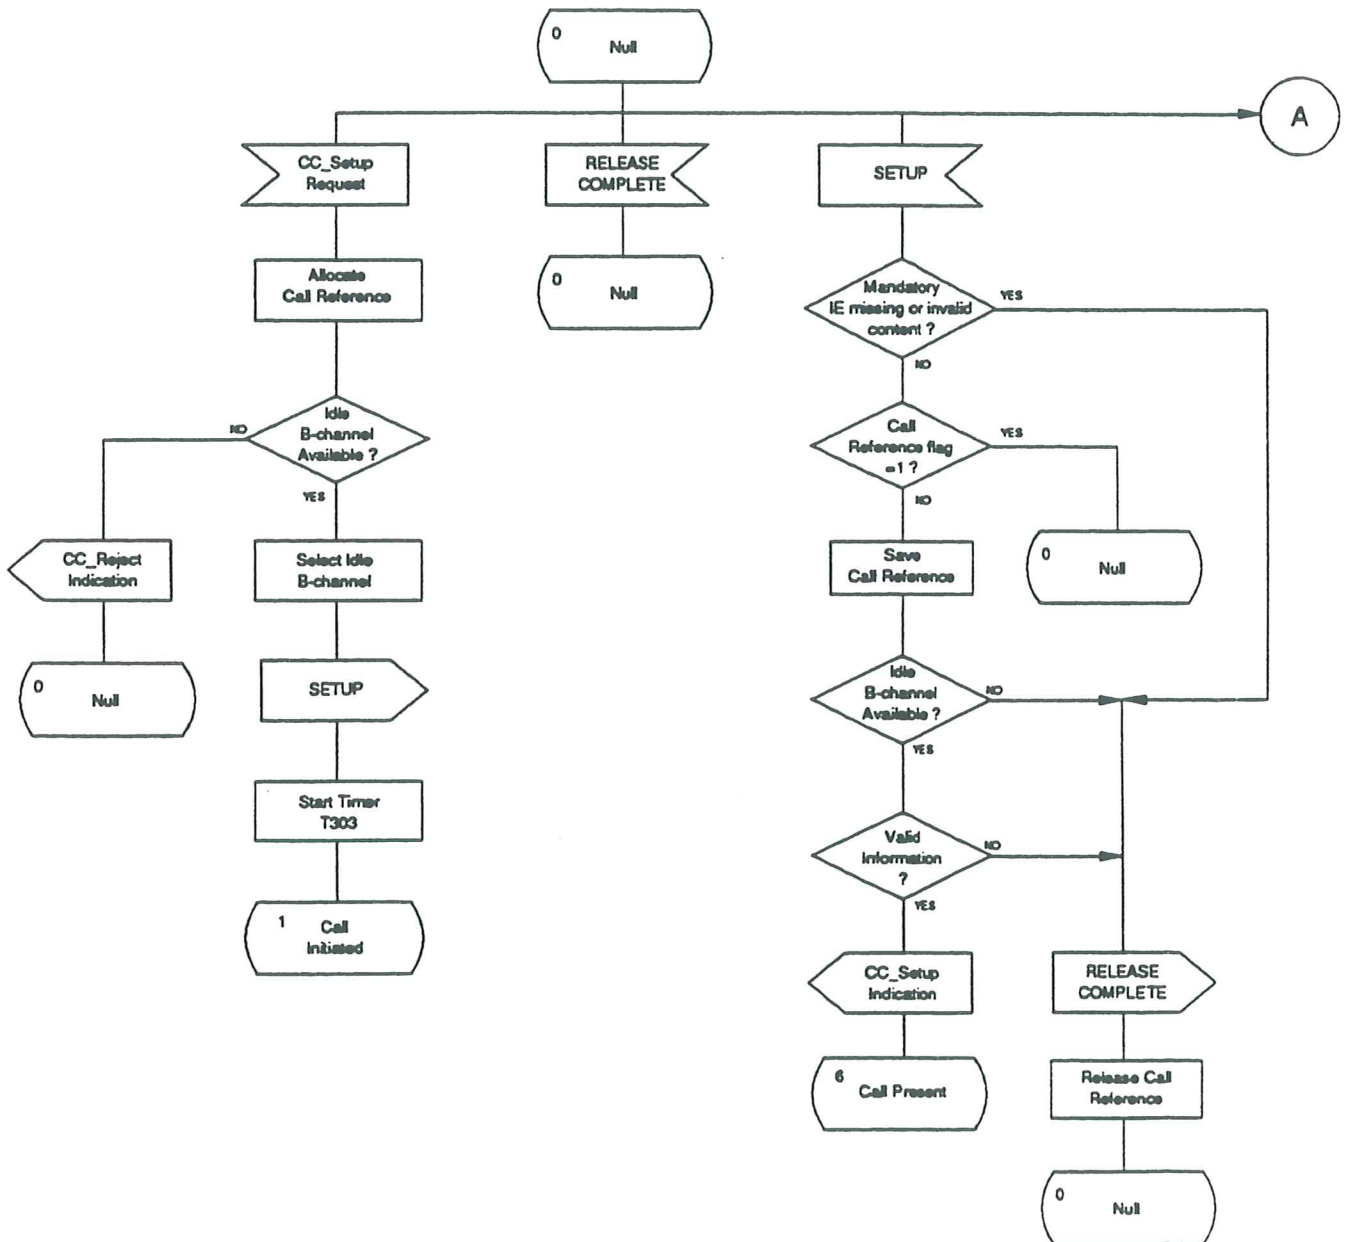 0
Null
A
CC_Setup
Request
RELEASE
COMPLETE
SETUP
Allocate
Call Reference
0
Null
Mandatory
IE missing or invalid
content ?
YES
NO
Idle
B-channel
Available ?
NO
YES
Call
Reference flag
=1 ?
YES
NO
CC_Reject
Indication
Select Idle
B-channel
Save
Call Reference
0
Null
0
Null
SETUP
Idle
B-channel
Available ?
NO
YES
Start Timer
T303
Valid
Information
?
NO
YES
1
Call
Initiated
CC_Setup
Indication
RELEASE
COMPLETE
6
Call Present
Release Call
Reference
0
Null